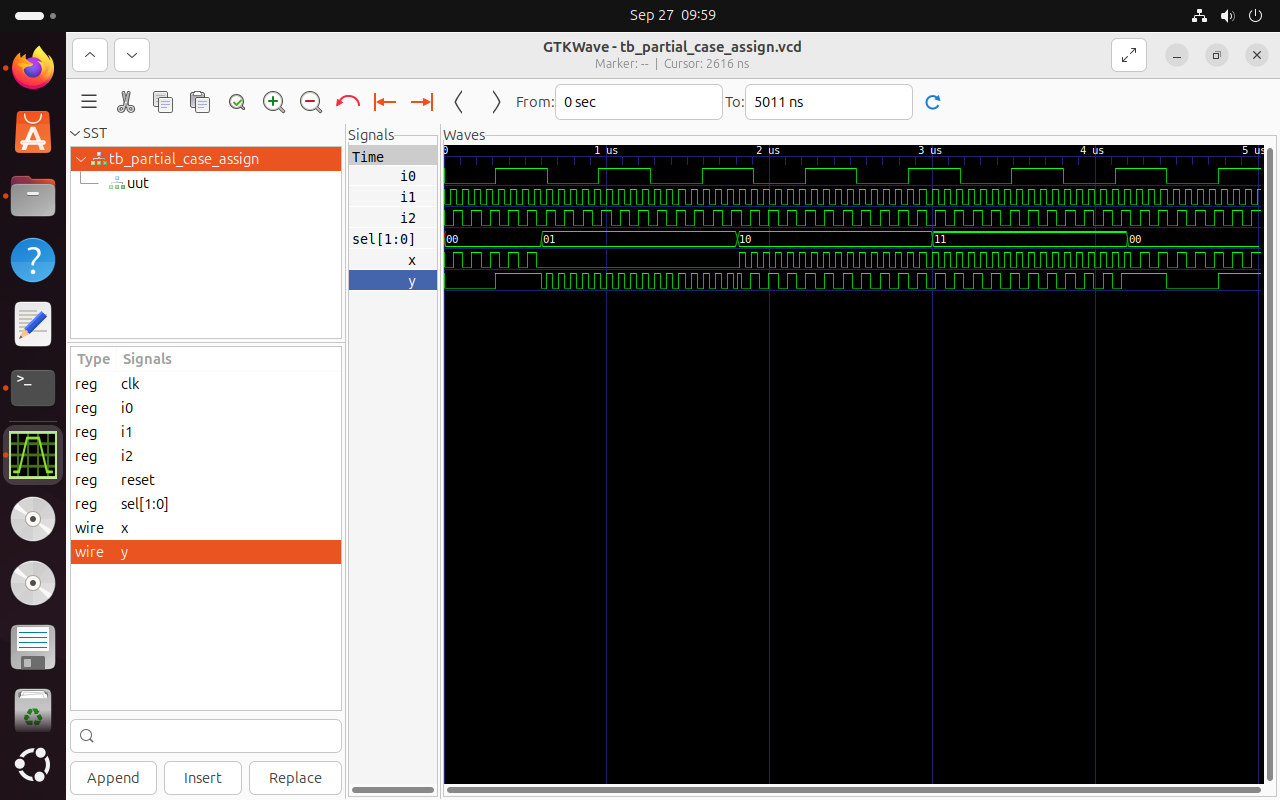 Sep 27 09:59
GTKWave - tb_partial_case_assign.vcd
Marker: -- | Cursor: 2616 ns
From: 0 sec To: 5011 ns
SST
tb_partial_case_assign
uut
Type Signals
reg clk
reg i0
reg i1
reg i2
reg reset
reg sel[1:0]
wire x
wire y
Append Insert Replace
Signals
Time
i0
i1
i2
sel[1:0]
x
y
Waves
0 1 us 2 us 3 us 4 us 5 us
00 01 10 11 00